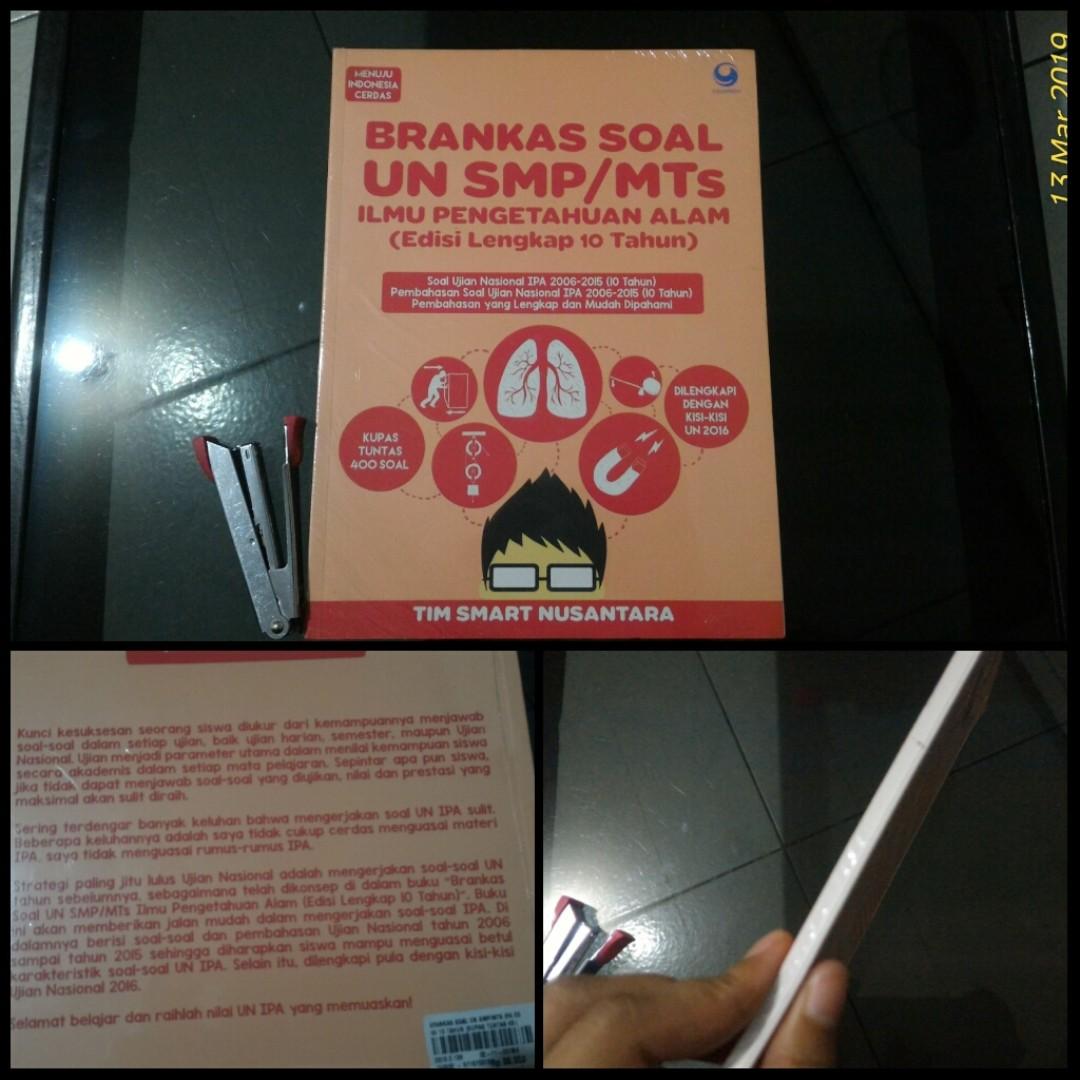 MENUJU
INDONESIA
CERDAS
13 Mar 2019
BRANKAS SOAL
UN SMP/MTs
ILMU PENGETAHUAN ALAM
(Edisi Lengkap 10 Tahun)
Soal Ujian Nasional IPA 2006-2015 (10 Tahun)
Pembahasan Soal Ujian Nasional IPA 2006-2015 (10 Tahun)
Pembahasan yang Lengkap dan Mudah Dipahami
DILENGKAPI
DENGAN
KISI-KISI
UN 2016
KUPAS
TUNTAS
400 SOAL
TIM SMART NUSANTARA
Kunci kesuksesan seorang siswa diukur dari kemampuannya menjawab
soal-soal dalam setiap ujian, baik ujian harian, semester, maupun Ujian
Nasional. Ujian menjadi parameter utama dalam menilai kemampuan siswa
secara akademis dalam setiap mata pelajaran. Sepintar apa pun siswa,
jika tidak dapat menjawab soal-soal yang diujikan, nilai dan prestasi yang
maksimal akan sulit diraih.
Sering terdengar banyak keluhan bahwa mengerjakan soal UN IPA sulit.
Beberapa keluhannya adalah saya tidak cukup cerdas menguasai materi
IPA, saya tidak menguasai rumus-rumus IPA.
Strategi paling jitu lulus Ujian Nasional adalah mengerjakan soal-soal UN
tahun sebelumnya, sebagaimana telah dikonsep di dalam buku "Brankas
Soal UN SMP/MTs Ilmu Pengetahuan Alam (Edisi Lengkap 10 Tahun)". Buku
ini akan memberikan jalan mudah dalam mengerjakan soal-soal IPA. Di
dalamnya berisi soal-soal dan pembahasan Ujian Nasional tahun 2006
sampai tahun 2015 sehingga diharapkan siswa mampu menguasai betul
karakteristik soal-soal UN IPA. Selain itu, dilengkapi pula dengan kisi-kisi
Ujian Nasional 2016.
Selamat belajar dan raihlah nilai UN IPA yang memuaskan!
BRANKAS SOAL UN SMP/MTS